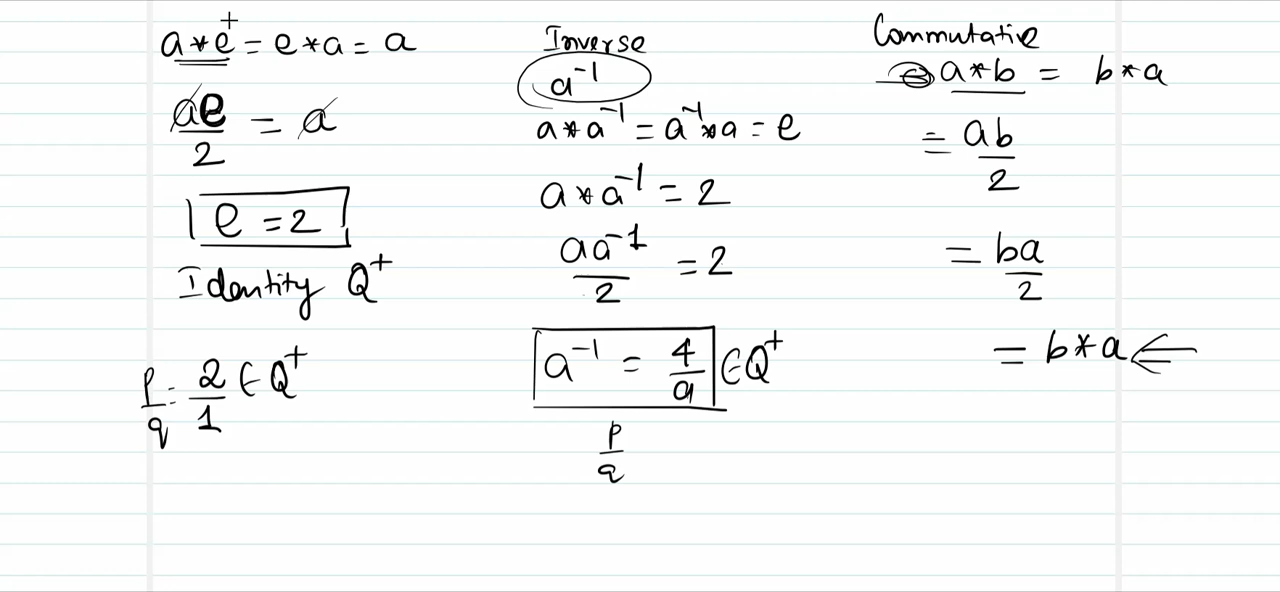 a * e⁺ = e * a = a
ae/2 = a
e = 2
Identity Q⁺
p/q = 2/1 ∈ Q⁺
Inverse
a⁻¹
a * a⁻¹ = a⁻¹ * a = e
a * a⁻¹ = 2
aa⁻¹/2 = 2
a⁻¹ = 4/a ∈ Q⁺
p/q
Commutatie
a * b = b * a
= ab/2
= ba/2
= b * a